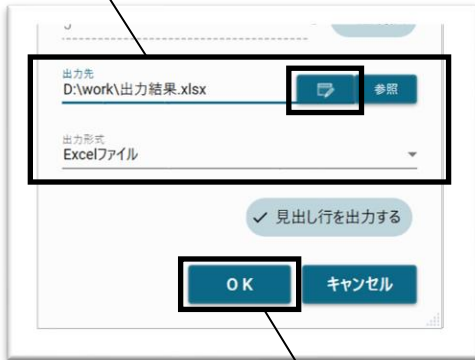 出力先
D:\work\出力結果.xlsx
参照
出力形式
Excelファイル
✓ 見出し行を出力する
OK
キャンセル